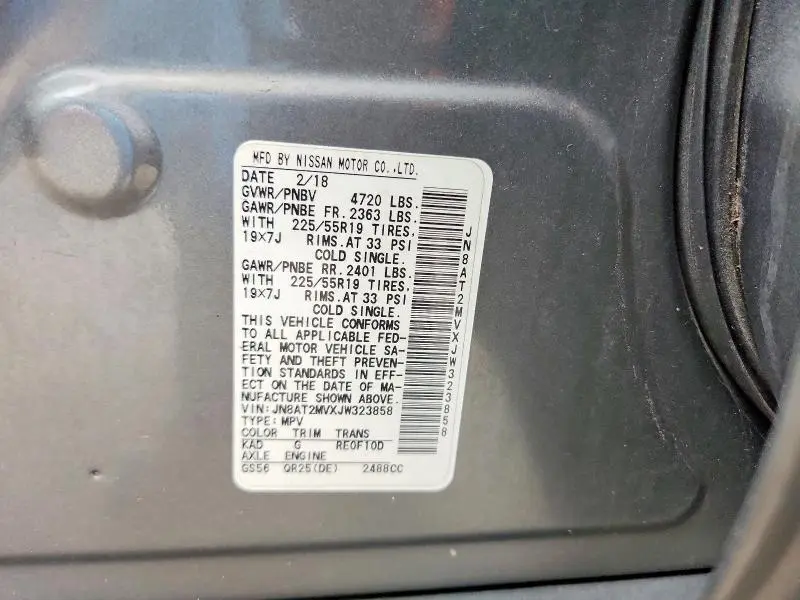 MFD BY NISSAN MOTOR CO.,LTD.
DATE 2/18
GVWR/PNBV 4720 LBS.
GAWR/PNBE FR.2363 LBS.
WITH 225/55R19 TIRES,
19X7J RIMS.AT 33 PSI
COLD SINGLE.
GAWR/PNBE RR.2401 LBS.
WITH 225/55R19 TIRES,
19X7J RIMS.AT 33 PSI
COLD SINGLE.
THIS VEHICLE CONFORMS
TO ALL APPLICABLE FED-
ERAL MOTOR VEHICLE SA-
FETY AND THEFT PREVEN-
TION STANDARDS IN EFF-
ECT ON THE DATE OF MA-
NUFACTURE SHOWN ABOVE.
VIN:JN8AT2MVXJW323858
TYPE:MPV
COLOR TRIM TRANS
KAD G RE0F10D
AXLE ENGINE
GS56 QR25(DE) 2488CC
JN8AT2MVXJW323858